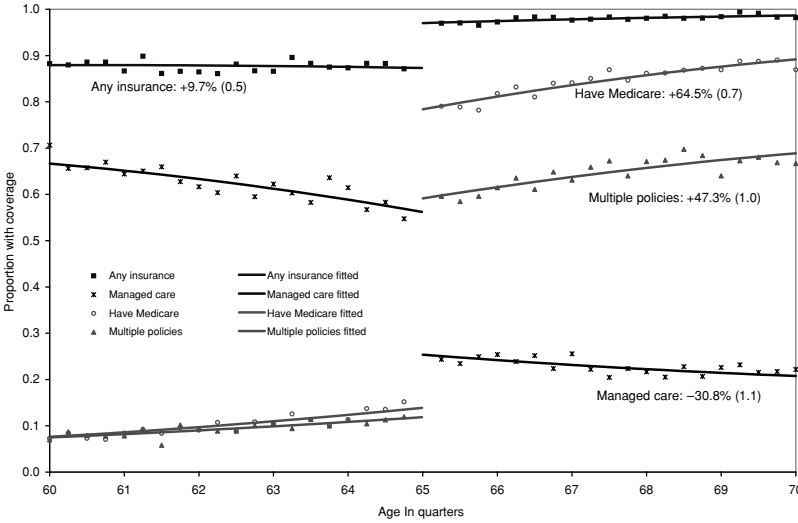 1.0
0.9
0.8
0.7
0.6
0.5
0.4
0.3
0.2
0.1
0.0
Proportion with coverage
Any insurance: +9.7% (0.5)
Have Medicare: +64.5% (0.7)
Multiple policies: +47.3% (1.0)
Any insurance Any insurance fitted
Managed care Managed care fitted
Have Medicare Have Medicare fitted
Multiple policies Multiple policies fitted
Managed care: –30.8% (1.1)
60 61 62 63 64 65 66 67 68 69 70
Age In quarters